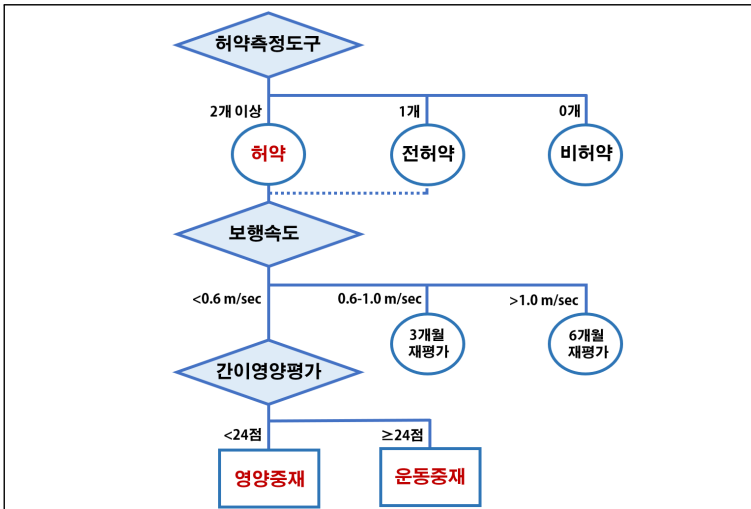 허약측정도구
2개 이상
1개
0개
허약
전허약
비허약
보행속도
<0.6 m/sec
0.6-1.0 m/sec
>1.0 m/sec
3개월
재평가
6개월
재평가
간이영양평가
<24점
≥24점
영양중재
운동중재